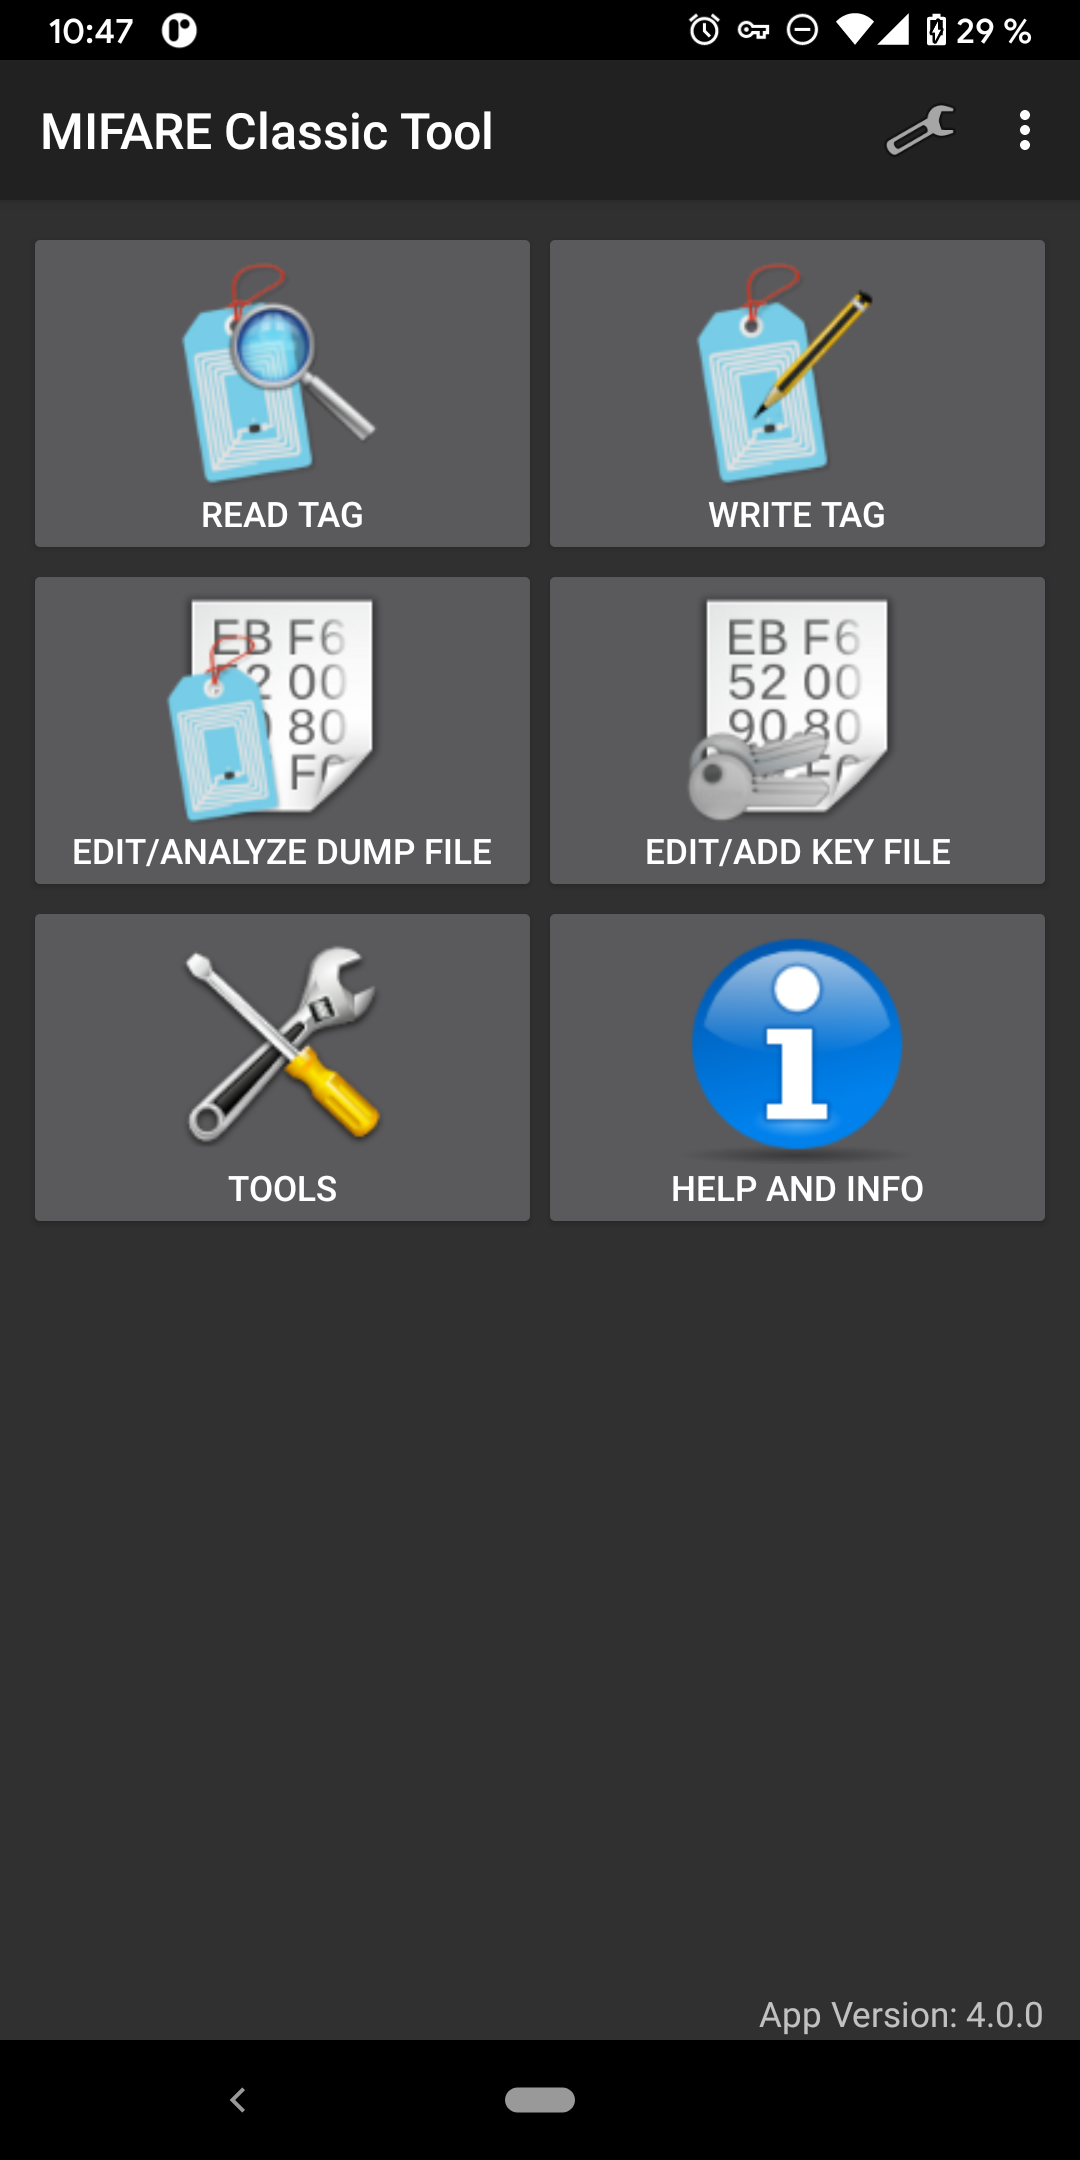 10:47
29 %
MIFARE Classic Tool
READ TAG
WRITE TAG
EB F6
2 00
80
F
EB F6
52 00
90 80
EDIT/ANALYZE DUMP FILE
EDIT/ADD KEY FILE
TOOLS
HELP AND INFO
App Version: 4.0.0